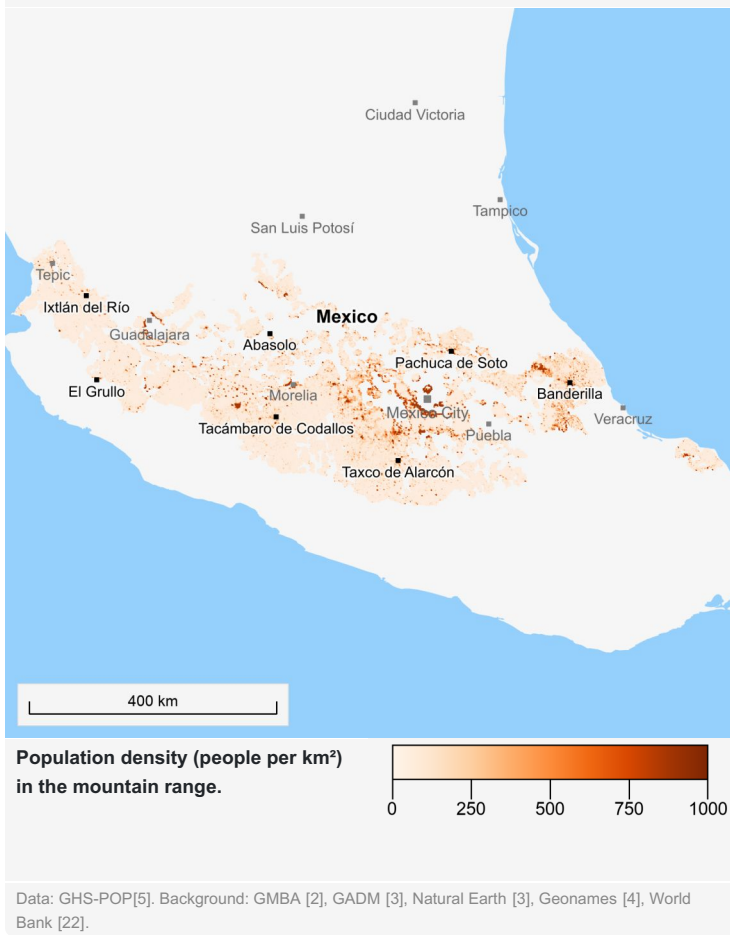 Ciudad Victoria
Tampico
San Luis Potosí
Tepic
Ixtlán del Río
Guadalajara
Mexico
Abasolo
Pachuca de Soto
El Grullo
Morelia
Banderilla
Mexico City
Veracruz
Tacámbaro de Codallos
Puebla
Taxco de Alarcón
400 km
Population density (people per km²)
in the mountain range.
0 250 500 750 1000
Data: GHS-POP[5]. Background: GMBA [2], GADM [3], Natural Earth [3], Geonames [4], World
Bank [22].